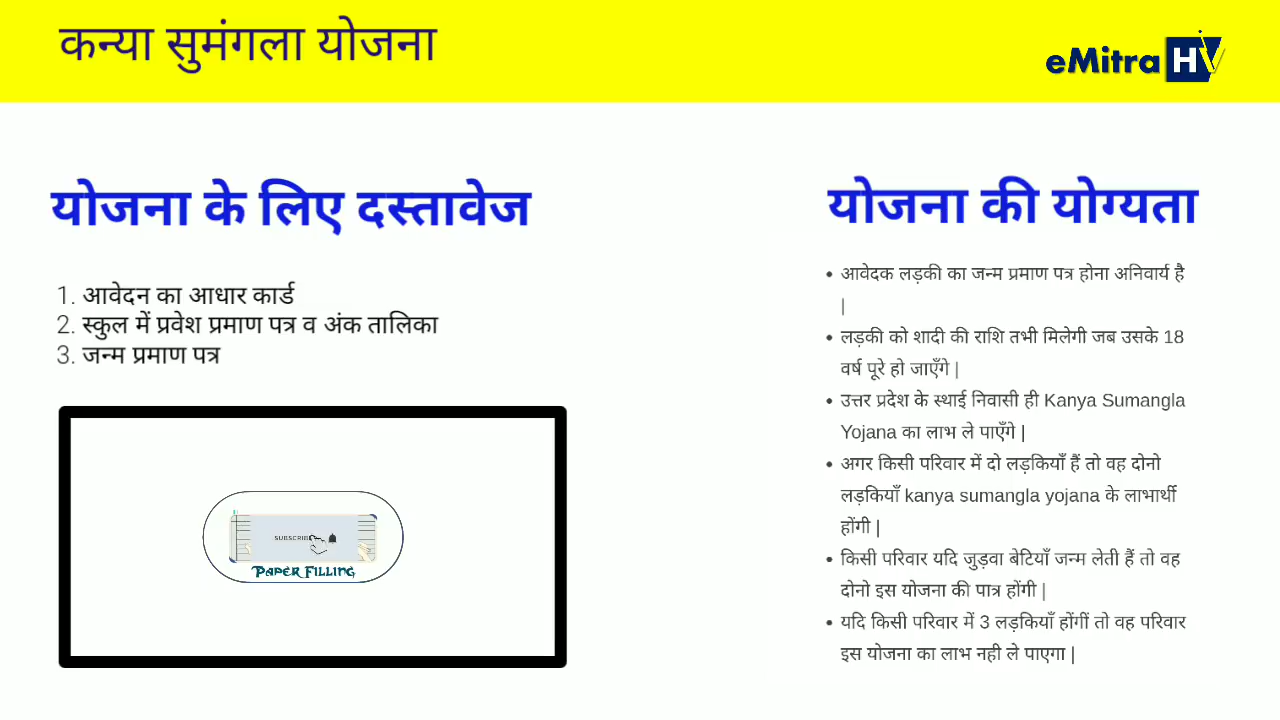 कन्या सुमंगला योजना
eMitra HV
योजना के लिए दस्तावेज
1. आवेदन का आधार कार्ड
2. स्कुल में प्रवेश प्रमाण पत्र व अंक तालिका
3. जन्म प्रमाण पत्र
SUBSCRIBE
PAPER FILLING
योजना की योग्यता
• आवेदक लड़की का जन्म प्रमाण पत्र होना अनिवार्य है
|
• लड़की को शादी की राशि तभी मिलेगी जब उसके 18
वर्ष पूरे हो जाएँगे |
• उत्तर प्रदेश के स्थाई निवासी ही Kanya Sumangla
Yojana का लाभ ले पाएँगे |
• अगर किसी परिवार में दो लड़कियाँ हैं तो वह दोनो
लड़कियाँ kanya sumangla yojana के लाभार्थी
होंगी |
• किसी परिवार यदि जुड़वा बेटियाँ जन्म लेती हैं तो वह
दोनो इस योजना की पात्र होंगी |
• यदि किसी परिवार में 3 लड़कियाँ होंगीं तो वह परिवार
इस योजना का लाभ नही ले पाएगा |